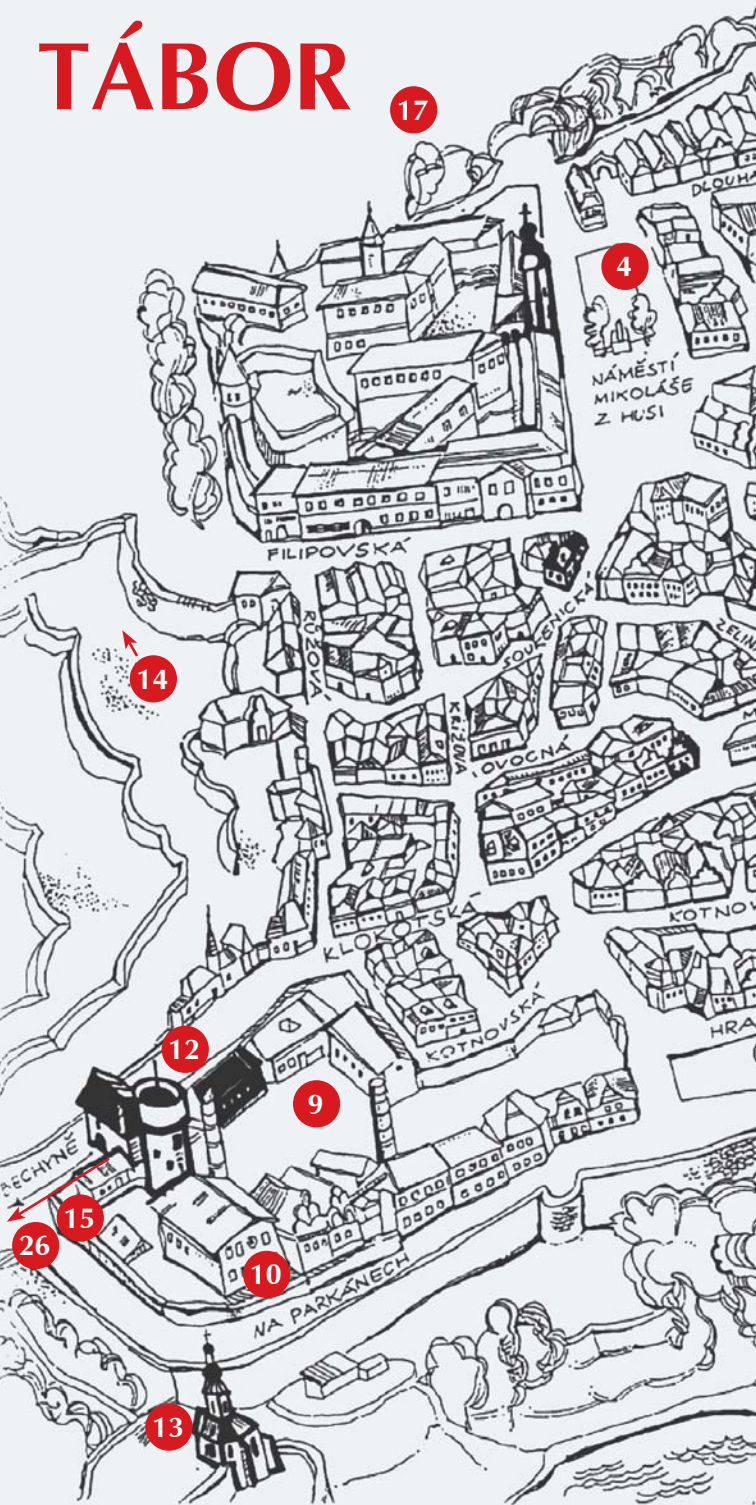 TÁBOR
17
4
DLOUHÁ
NÁMĚSTÍ
MIKOLÁŠE
Z HUSI
FILIPOVSKÁ
RŮŽOVÁ
SOUKENICKÁ
14
KŘÍŽOVÁ
OVOCNÁ
KLOKOTSKÁ
KOTNOV
KOTNOVSKÁ
HRA
12
9
BECHYNĚ
15
26
10
NA PARKÁNECH
13